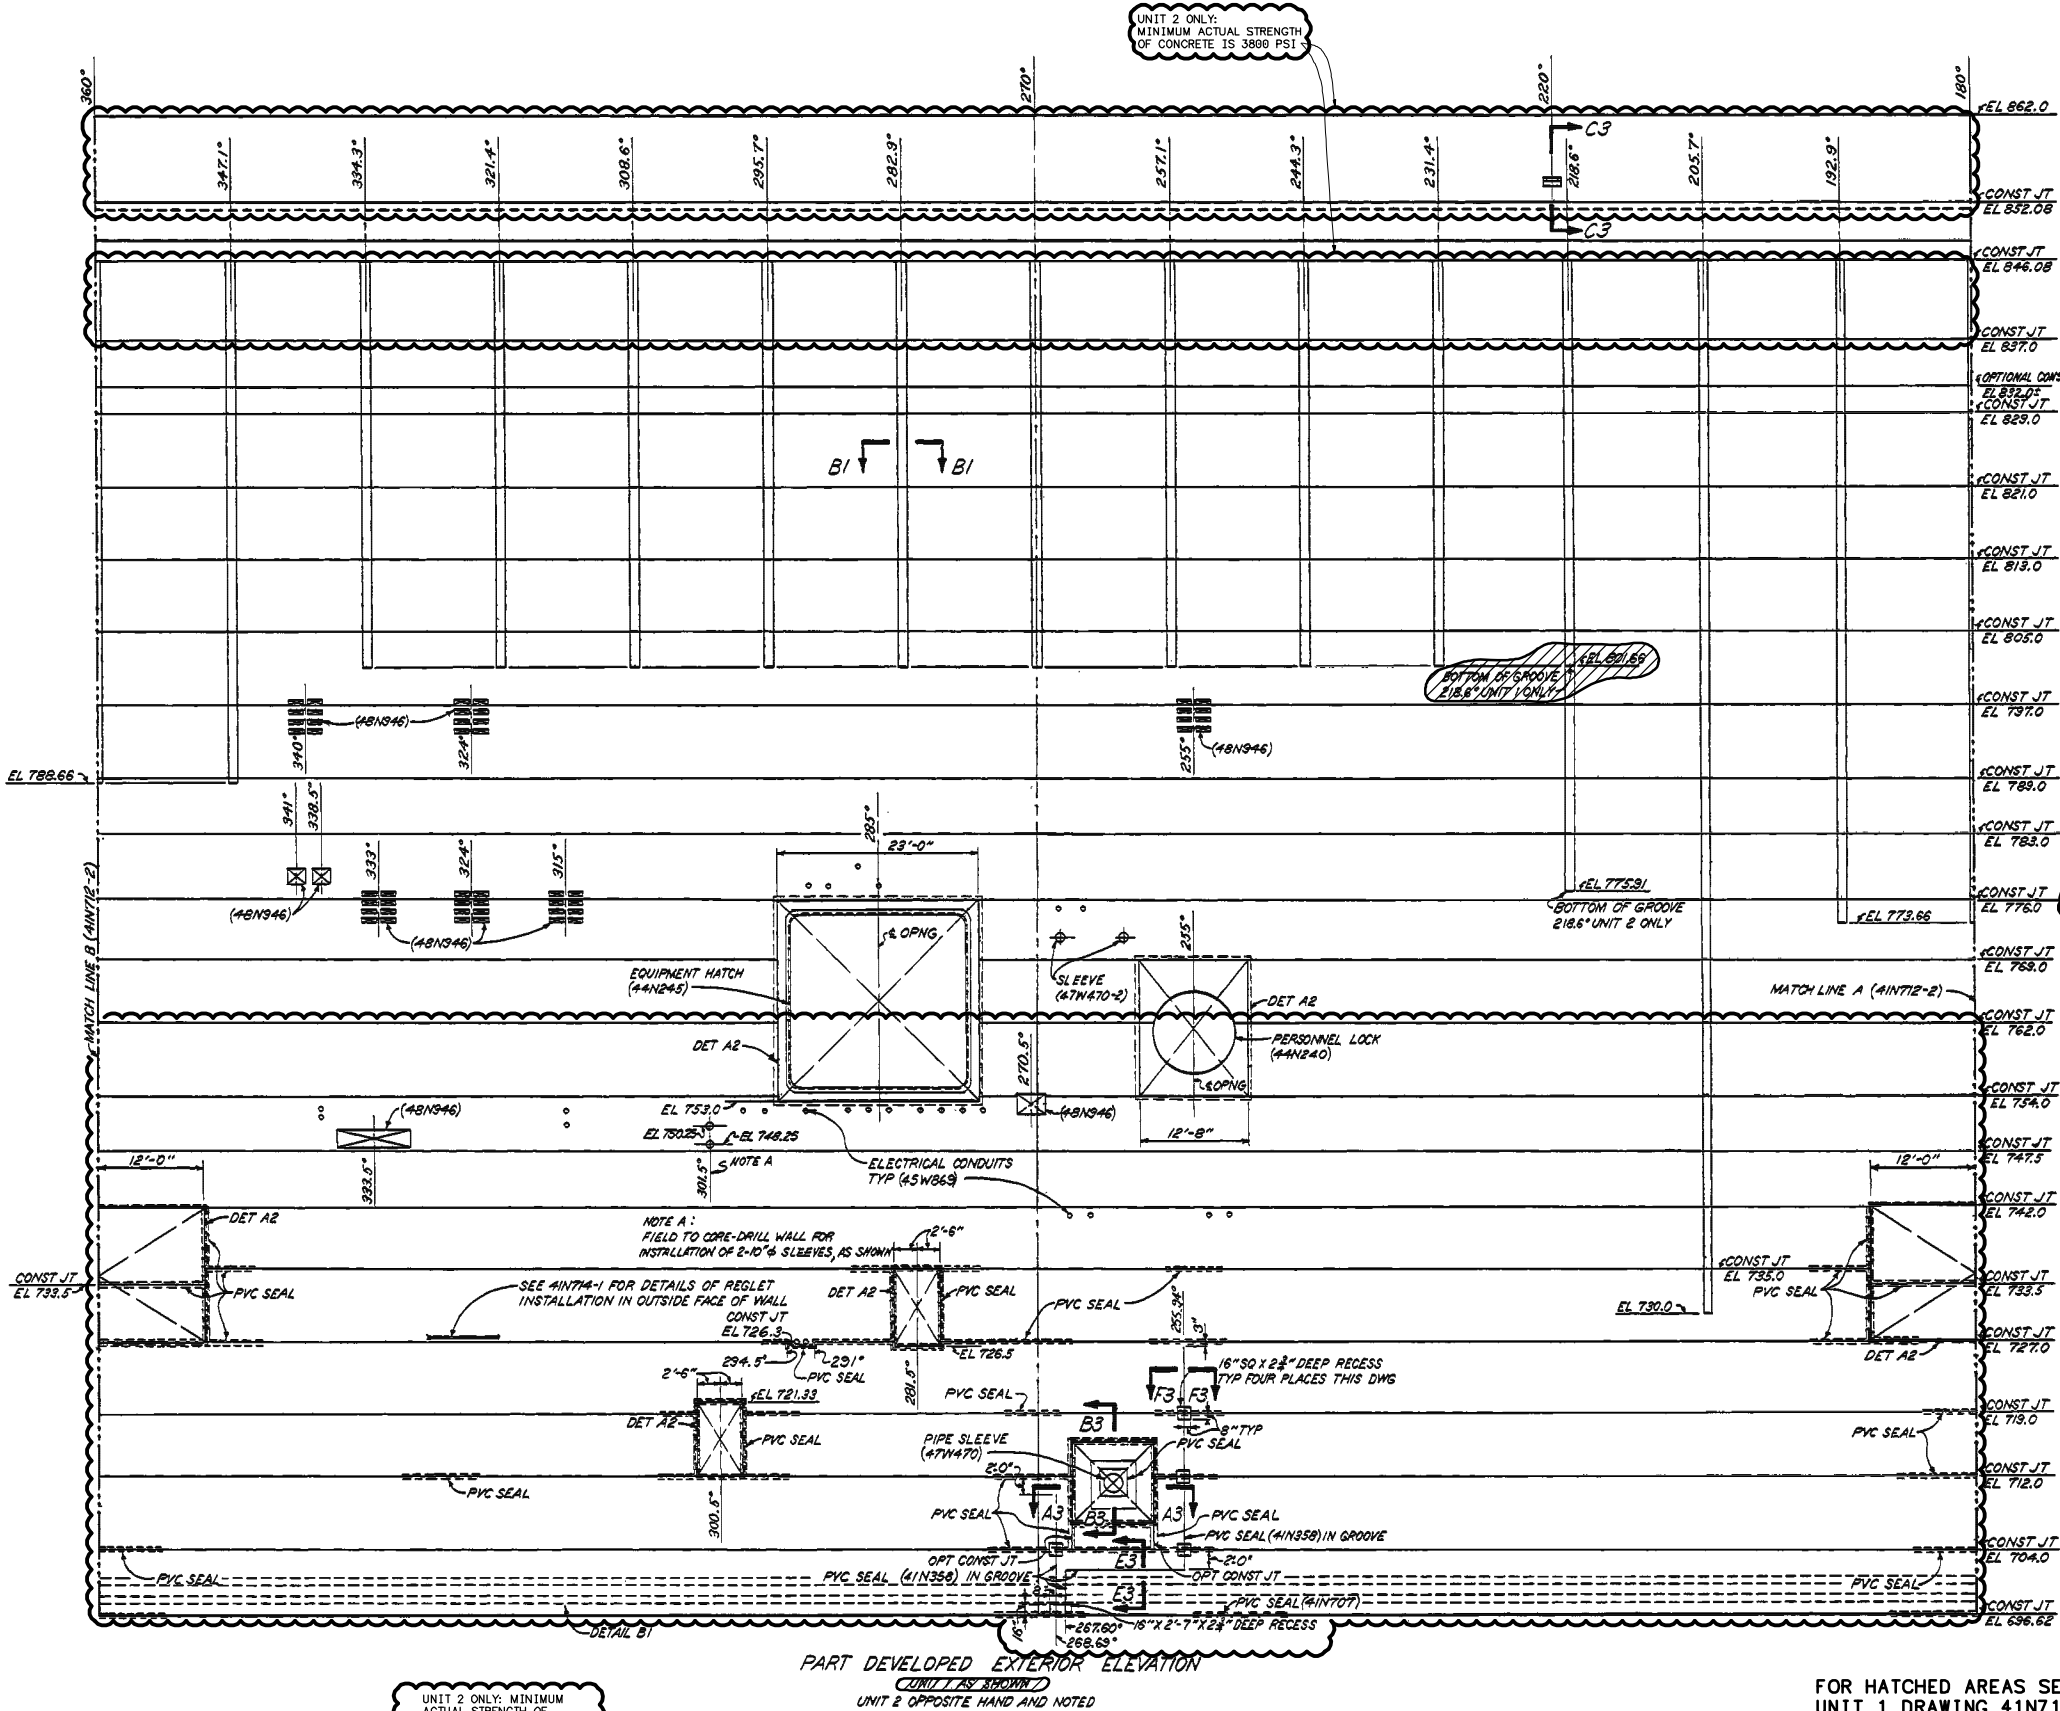 UNIT 2 ONLY:
MINIMUM ACTUAL STRENGTH
OF CONCRETE IS 3800 PSI
360°
270°
220°
180°
EL 862.0
C3
347.1°
334.3°
321.4°
308.6°
295.7°
282.9°
257.1°
244.3°
231.4°
218.6°
205.7°
192.9°
CONST JT
EL 852.08
C3
CONST JT
EL 846.08
CONST JT
EL 837.0
OPTIONAL CONS
EL 832.0±
CONST JT
EL 829.0
B1
B1
CONST JT
EL 821.0
CONST JT
EL 813.0
CONST JT
EL 805.0
EL 801.66
BOTTOM OF GROOVE
218.6° UNIT 1 ONLY
CONST JT
EL 797.0
(48N946)
340°
324°
255°
(48N946)
EL 788.66
CONST JT
EL 789.0
341°
338.5°
285°
CONST JT
EL 783.0
23'-0"
333°
324°
315°
(48N946)
(48N946)
EL 775.91
BOTTOM OF GROOVE
218.6° UNIT 2 ONLY
CONST JT
EL 776.0
EL 773.66
MATCH LINE B (41N712-2)
℄ OPNG
255°
EQUIPMENT HATCH
(44N245)
SLEEVE
(47W470-2)
CONST JT
EL 769.0
DET A2
MATCH LINE A (41N712-2)
CONST JT
EL 762.0
DET A2
PERSONNEL LOCK
(44N240)
270.5°
℄ OPNG
EL 753.0
(48N946)
(48N946)
CONST JT
EL 754.0
EL 750.25
EL 748.25
12'-8"
12'-0"
333.5°
301.5°
NOTE A
ELECTRICAL CONDUITS
TYP (45W869)
12'-0"
CONST JT
EL 747.5
DET A2
NOTE A:
FIELD TO CORE-DRILL WALL FOR
INSTALLATION OF 2-10"ϕ SLEEVES, AS SHOWN
2'-6"
CONST JT
EL 742.0
CONST JT
EL 733.5
PVC SEAL
SEE 41N714-1 FOR DETAILS OF REGLET
INSTALLATION IN OUTSIDE FACE OF WALL
DET A2
PVC SEAL
PVC SEAL
CONST JT
EL 735.0
PVC SEAL
CONST JT
EL 733.5
CONST JT
EL 726.3
255.94°
3"
EL 730.0
294.5°
291°
PVC SEAL
281.5°
EL 726.5
DET A2
CONST JT
EL 727.0
2'-6"
EL 721.33
16" SQ X 2¾" DEEP RECESS
TYP FOUR PLACES THIS DWG
F3
F3
PVC SEAL
B3
8" TYP
DET A2
PVC SEAL
PIPE SLEEVE
(47W470)
PVC SEAL
CONST JT
EL 719.0
PVC SEAL
2'-0"
CONST JT
EL 712.0
PVC SEAL
300.5°
PVC SEAL
A3
B3
A3
PVC SEAL
PVC SEAL (41N358) IN GROOVE
OPT CONST JT
E3
2'-0"
CONST JT
EL 704.0
PVC SEAL
PVC SEAL (41N358) IN GROOVE
OPT CONST JT
PVC SEAL
E3
PVC SEAL (41N707)
CONST JT
EL 696.62
DETAIL B1
16"
267.60°
268.69°
16" X 2'-7" X 2¾" DEEP RECESS
PART DEVELOPED EXTERIOR ELEVATION
UNIT 1 AS SHOWN
UNIT 2 OPPOSITE HAND AND NOTED
UNIT 2 ONLY: MINIMUM
ACTUAL STRENGTH OF
FOR HATCHED AREAS SE
UNIT 1 DRAWING 41N71